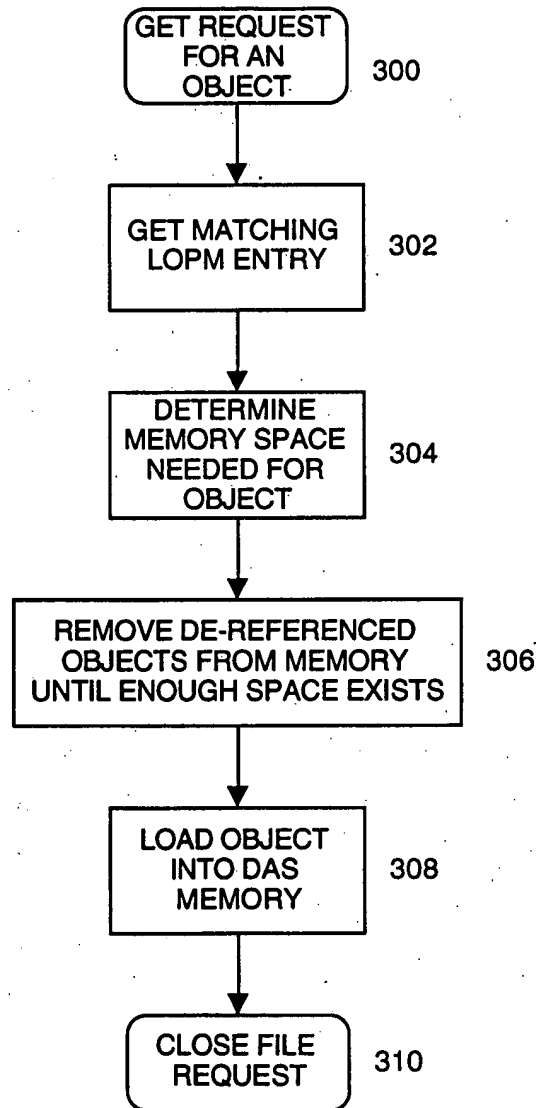 GET REQUEST
FOR AN
OBJECT
300
GET MATCHING
LOPM ENTRY
302
DETERMINE
MEMORY SPACE
NEEDED FOR
OBJECT
304
REMOVE DE-REFERENCED
OBJECTS FROM MEMORY
UNTIL ENOUGH SPACE EXISTS
306
LOAD OBJECT
INTO DAS
MEMORY
308
CLOSE FILE
REQUEST
310